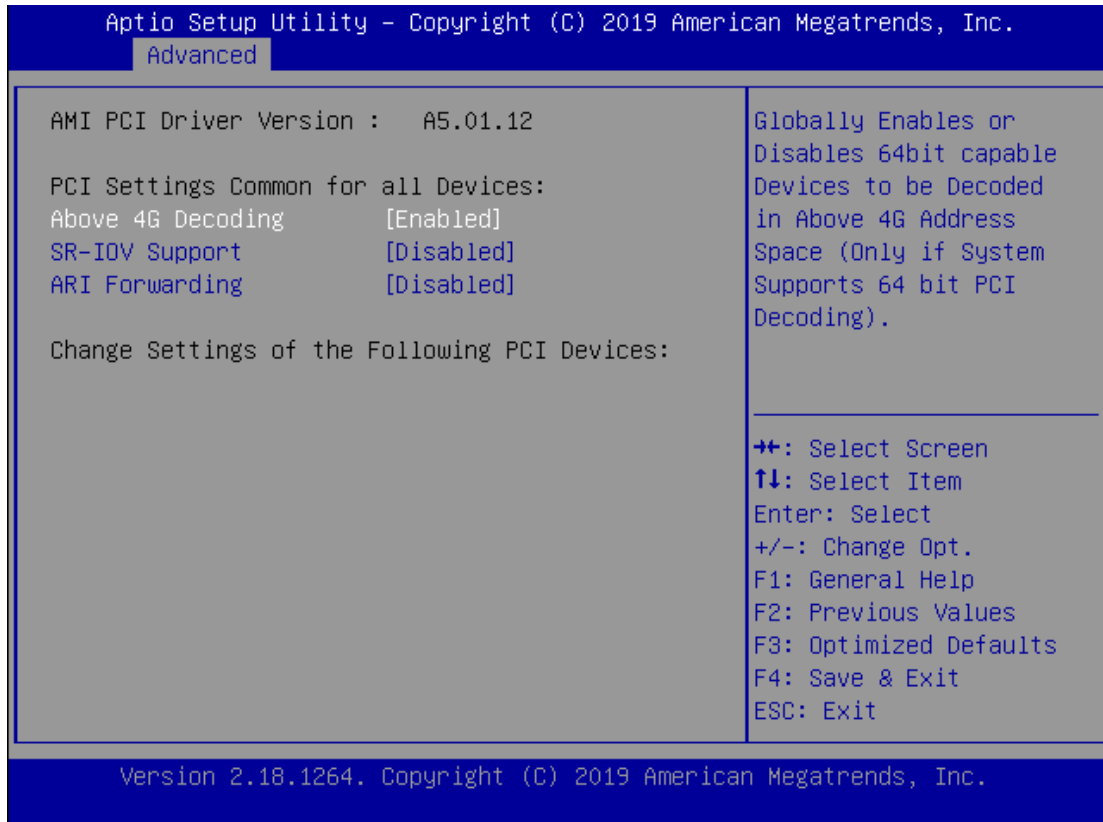 Aptio Setup Utility – Copyright (C) 2019 American Megatrends, Inc.
Advanced
AMI PCI Driver Version :   A5.01.12
PCI Settings Common for all Devices:
Above 4G Decoding   [Enabled]
SR-IOV Support   [Disabled]
ARI Forwarding   [Disabled]
Change Settings of the Following PCI Devices:
Globally Enables or
Disables 64bit capable
Devices to be Decoded
in Above 4G Address
Space (Only if System
Supports 64 bit PCI
Decoding).
→←: Select Screen
↑↓: Select Item
Enter: Select
+/-: Change Opt.
F1: General Help
F2: Previous Values
F3: Optimized Defaults
F4: Save & Exit
ESC: Exit
Version 2.18.1264. Copyright (C) 2019 American Megatrends, Inc.